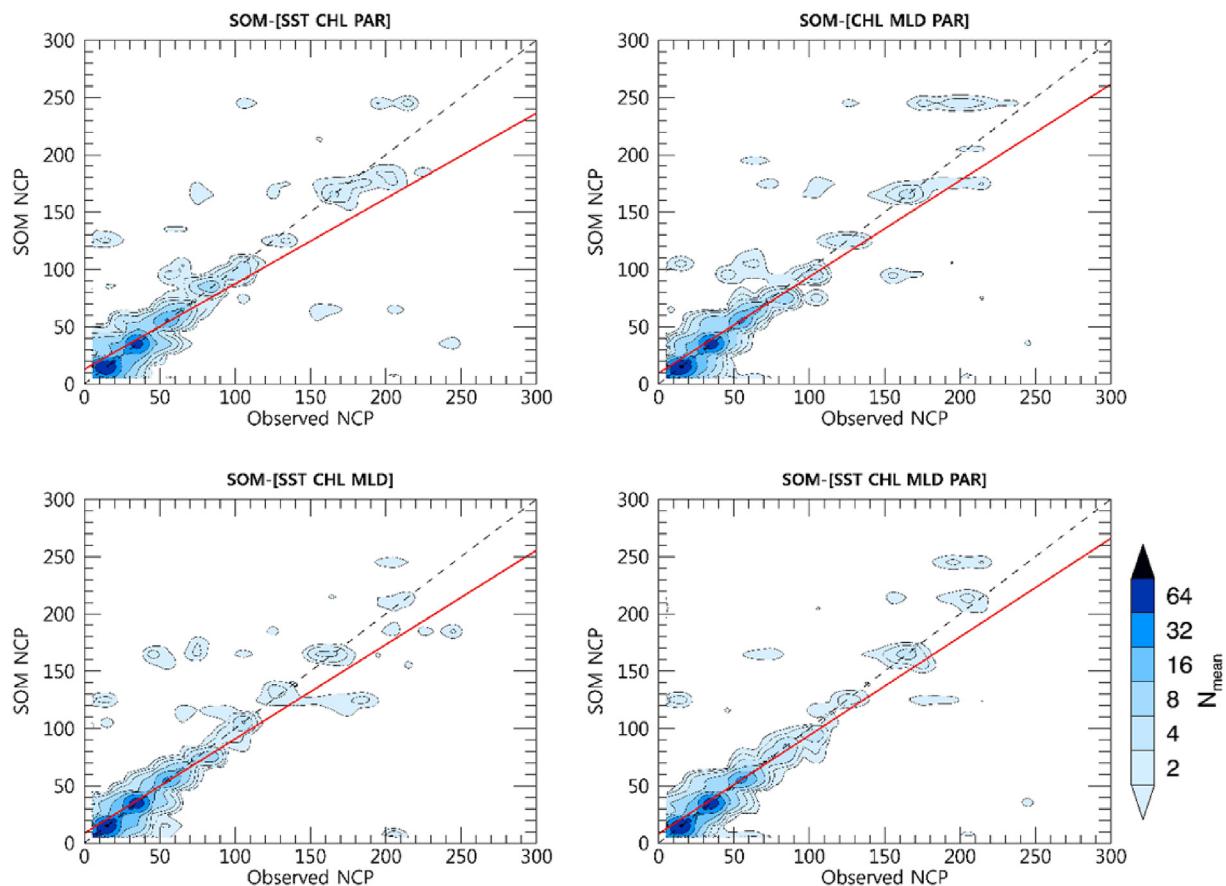 SOM-[SST CHL PAR]
300
250
200
150
100
50
0
SOM NCP
0 50 100 150 200 250 300
Observed NCP
SOM-[CHL MLD PAR]
300
250
200
150
100
50
0
SOM NCP
0 50 100 150 200 250 300
Observed NCP
SOM-[SST CHL MLD]
300
250
200
150
100
50
0
SOM NCP
0 50 100 150 200 250 300
Observed NCP
SOM-[SST CHL MLD PAR]
300
250
200
150
100
50
0
SOM NCP
0 50 100 150 200 250 300
Observed NCP
64
32
16
8
4
2
Nmean